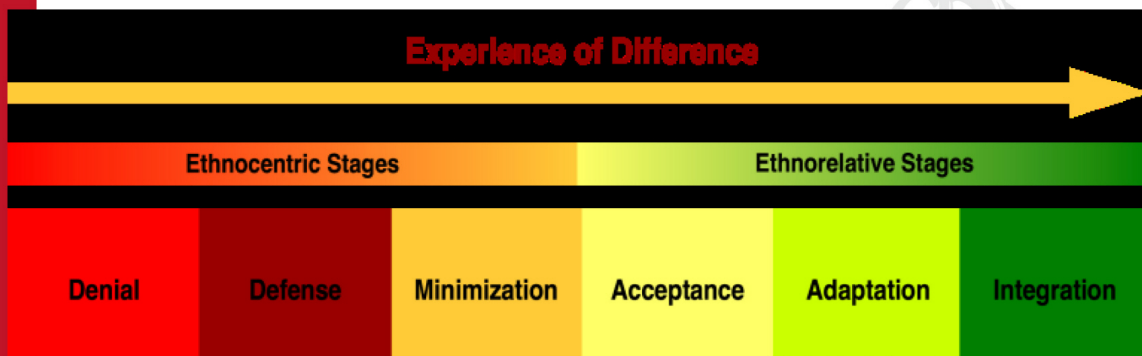 Experience of Difference
Ethnocentric Stages Ethnorelative Stages
Denial Defense Minimization Acceptance Adaptation Integration